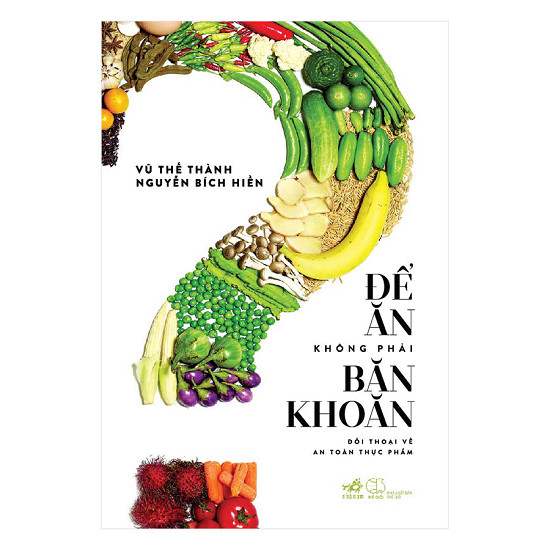 VŨ THẾ THÀNH
NGUYỄN BÍCH HIỀN
ĐỂ
ĂN
KHÔNG PHẢI
BĂN
KHOĂN
ĐỐI THOẠI VỀ
AN TOÀN THỰC PHẨM